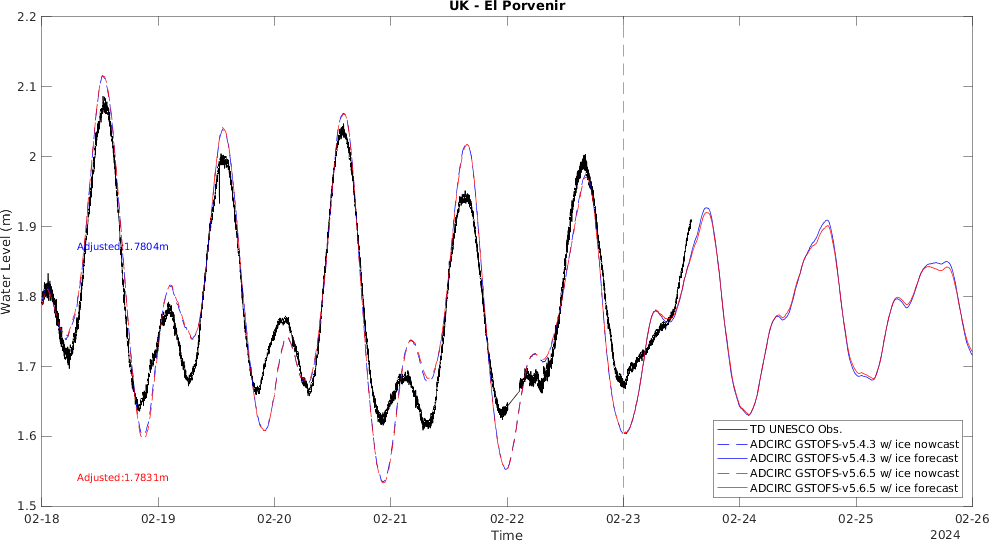 UK - El Porvenir
2.2
2.1
2
1.9
1.8
1.7
1.6
1.5
Water Level (m)
Adjusted:1.7804m
Adjusted:1.7831m
TD UNESCO Obs.
ADCIRC GSTOFS-v5.4.3 w/ ice nowcast
ADCIRC GSTOFS-v5.4.3 w/ ice forecast
ADCIRC GSTOFS-v5.6.5 w/ ice nowcast
ADCIRC GSTOFS-v5.6.5 w/ ice forecast
02-18 02-19 02-20 02-21 02-22 02-23 02-24 02-25 02-26
Time
2024